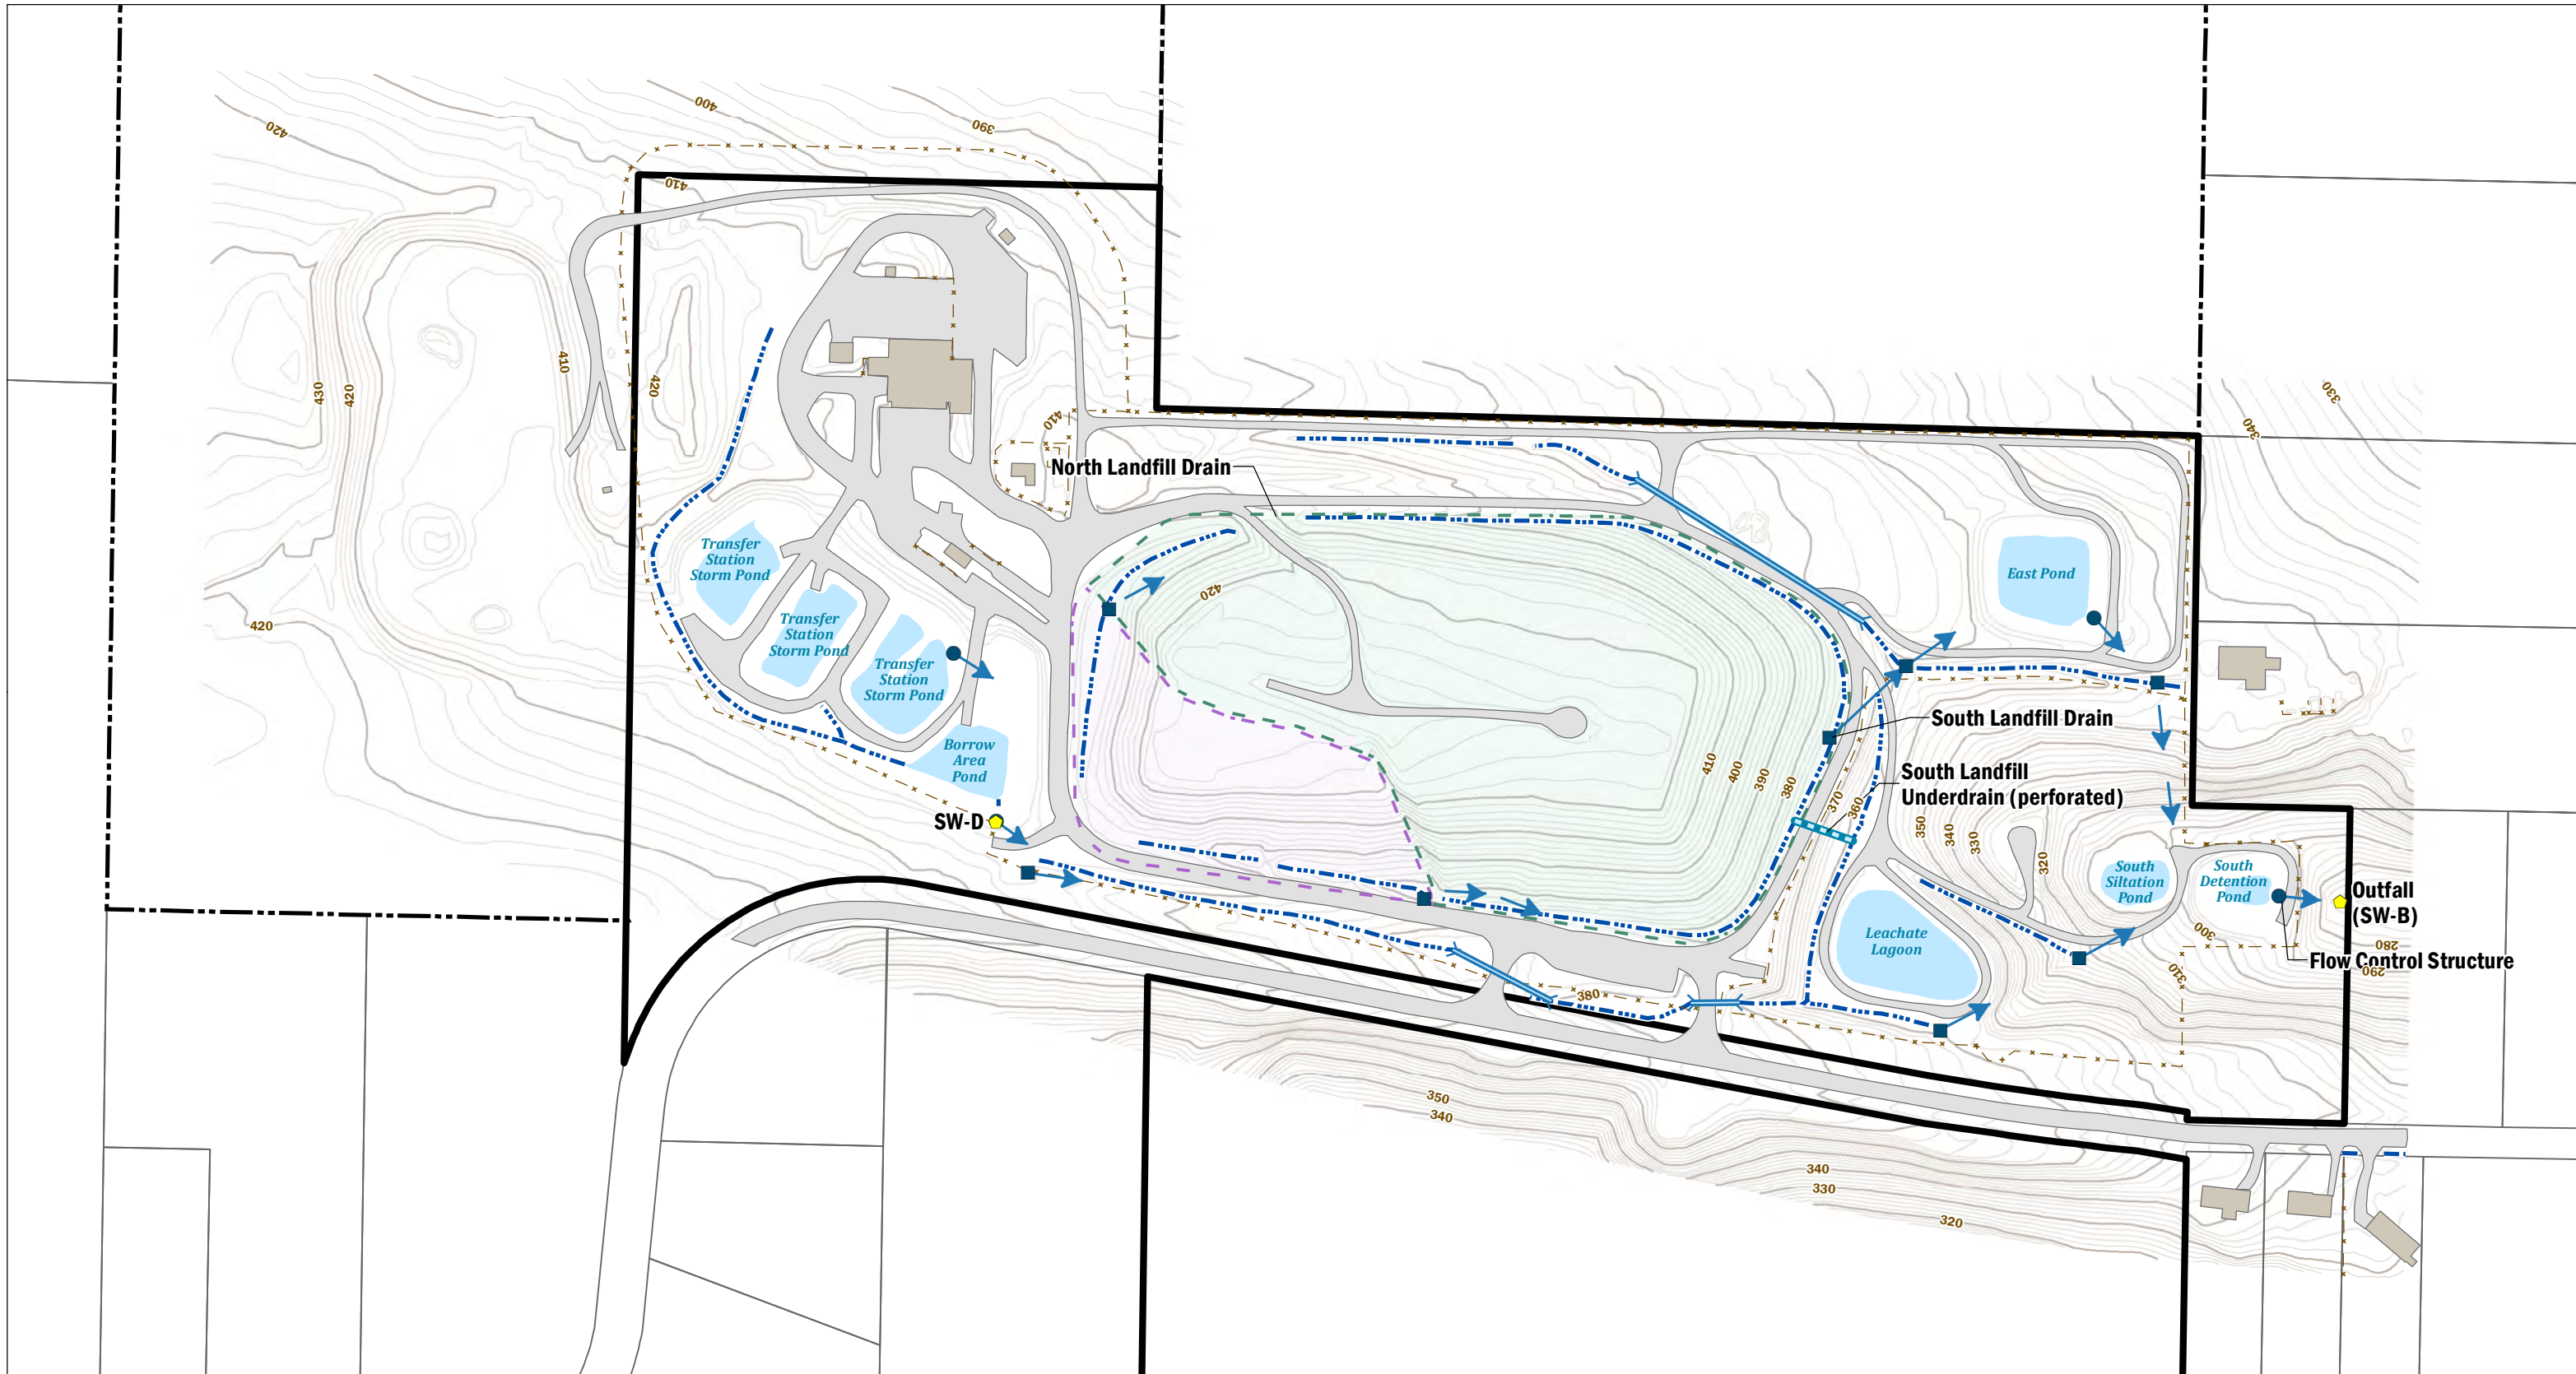 400
420
390
410
410
430
420
420
410
330
340
North Landfill Drain
Transfer
Station
Storm Pond
East Pond
420
Transfer
Station
Storm Pond
420
Transfer
Station
Storm Pond
South Landfill Drain
Borrow
Area
Pond
410
400
390
380
370
360
South Landfill
Underdrain (perforated)
SW-D
350
340
330
320
South
Siltation
Pond
South
Detention
Pond
Outfall
(SW-B)
Leachate
Lagoon
300
280
Flow Control Structure
290
310
380
350
340
340
330
320